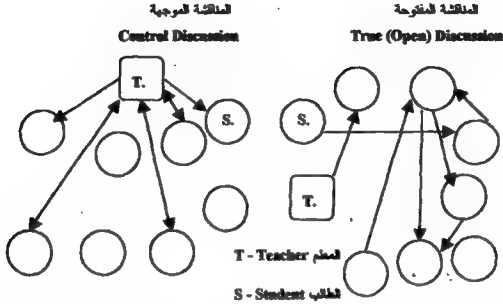 المناقشة الموجهة
Control Discussion
المناقشة المفتوحة
True (Open) Discussion
T.
S.
S.
T.
T - Teacher المعلم
S - Student الطالب